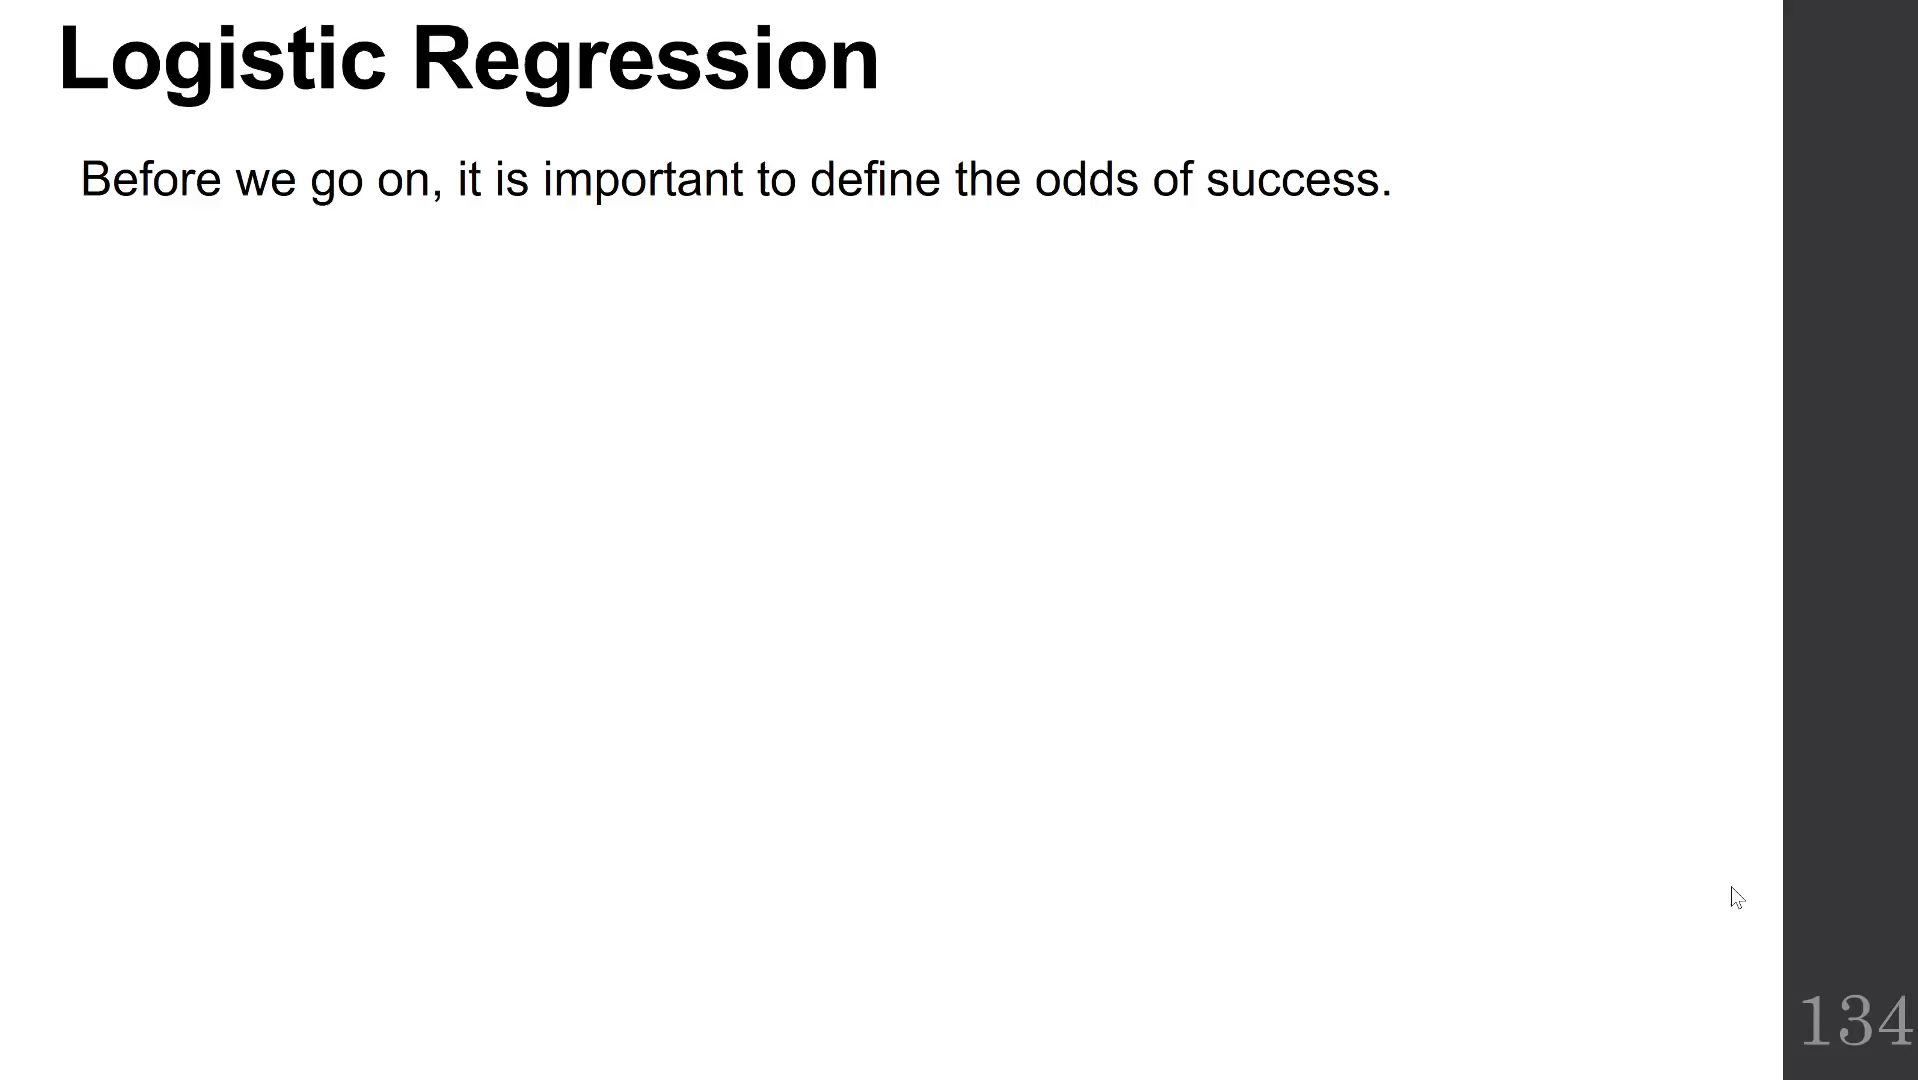 Logistic Regression
Before we go on, it is important to define the odds of success.
134